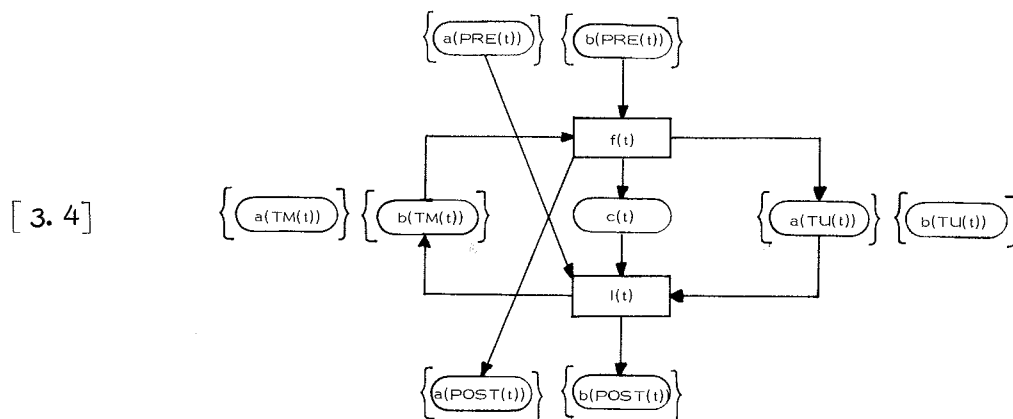 {a(PRE(t))} {b(PRE(t))}
f(t)
[3.4] {a(TM(t))} {b(TM(t))} c(t) {a(TU(t))} {b(TU(t))}
l(t)
{a(POST(t))} {b(POST(t))}